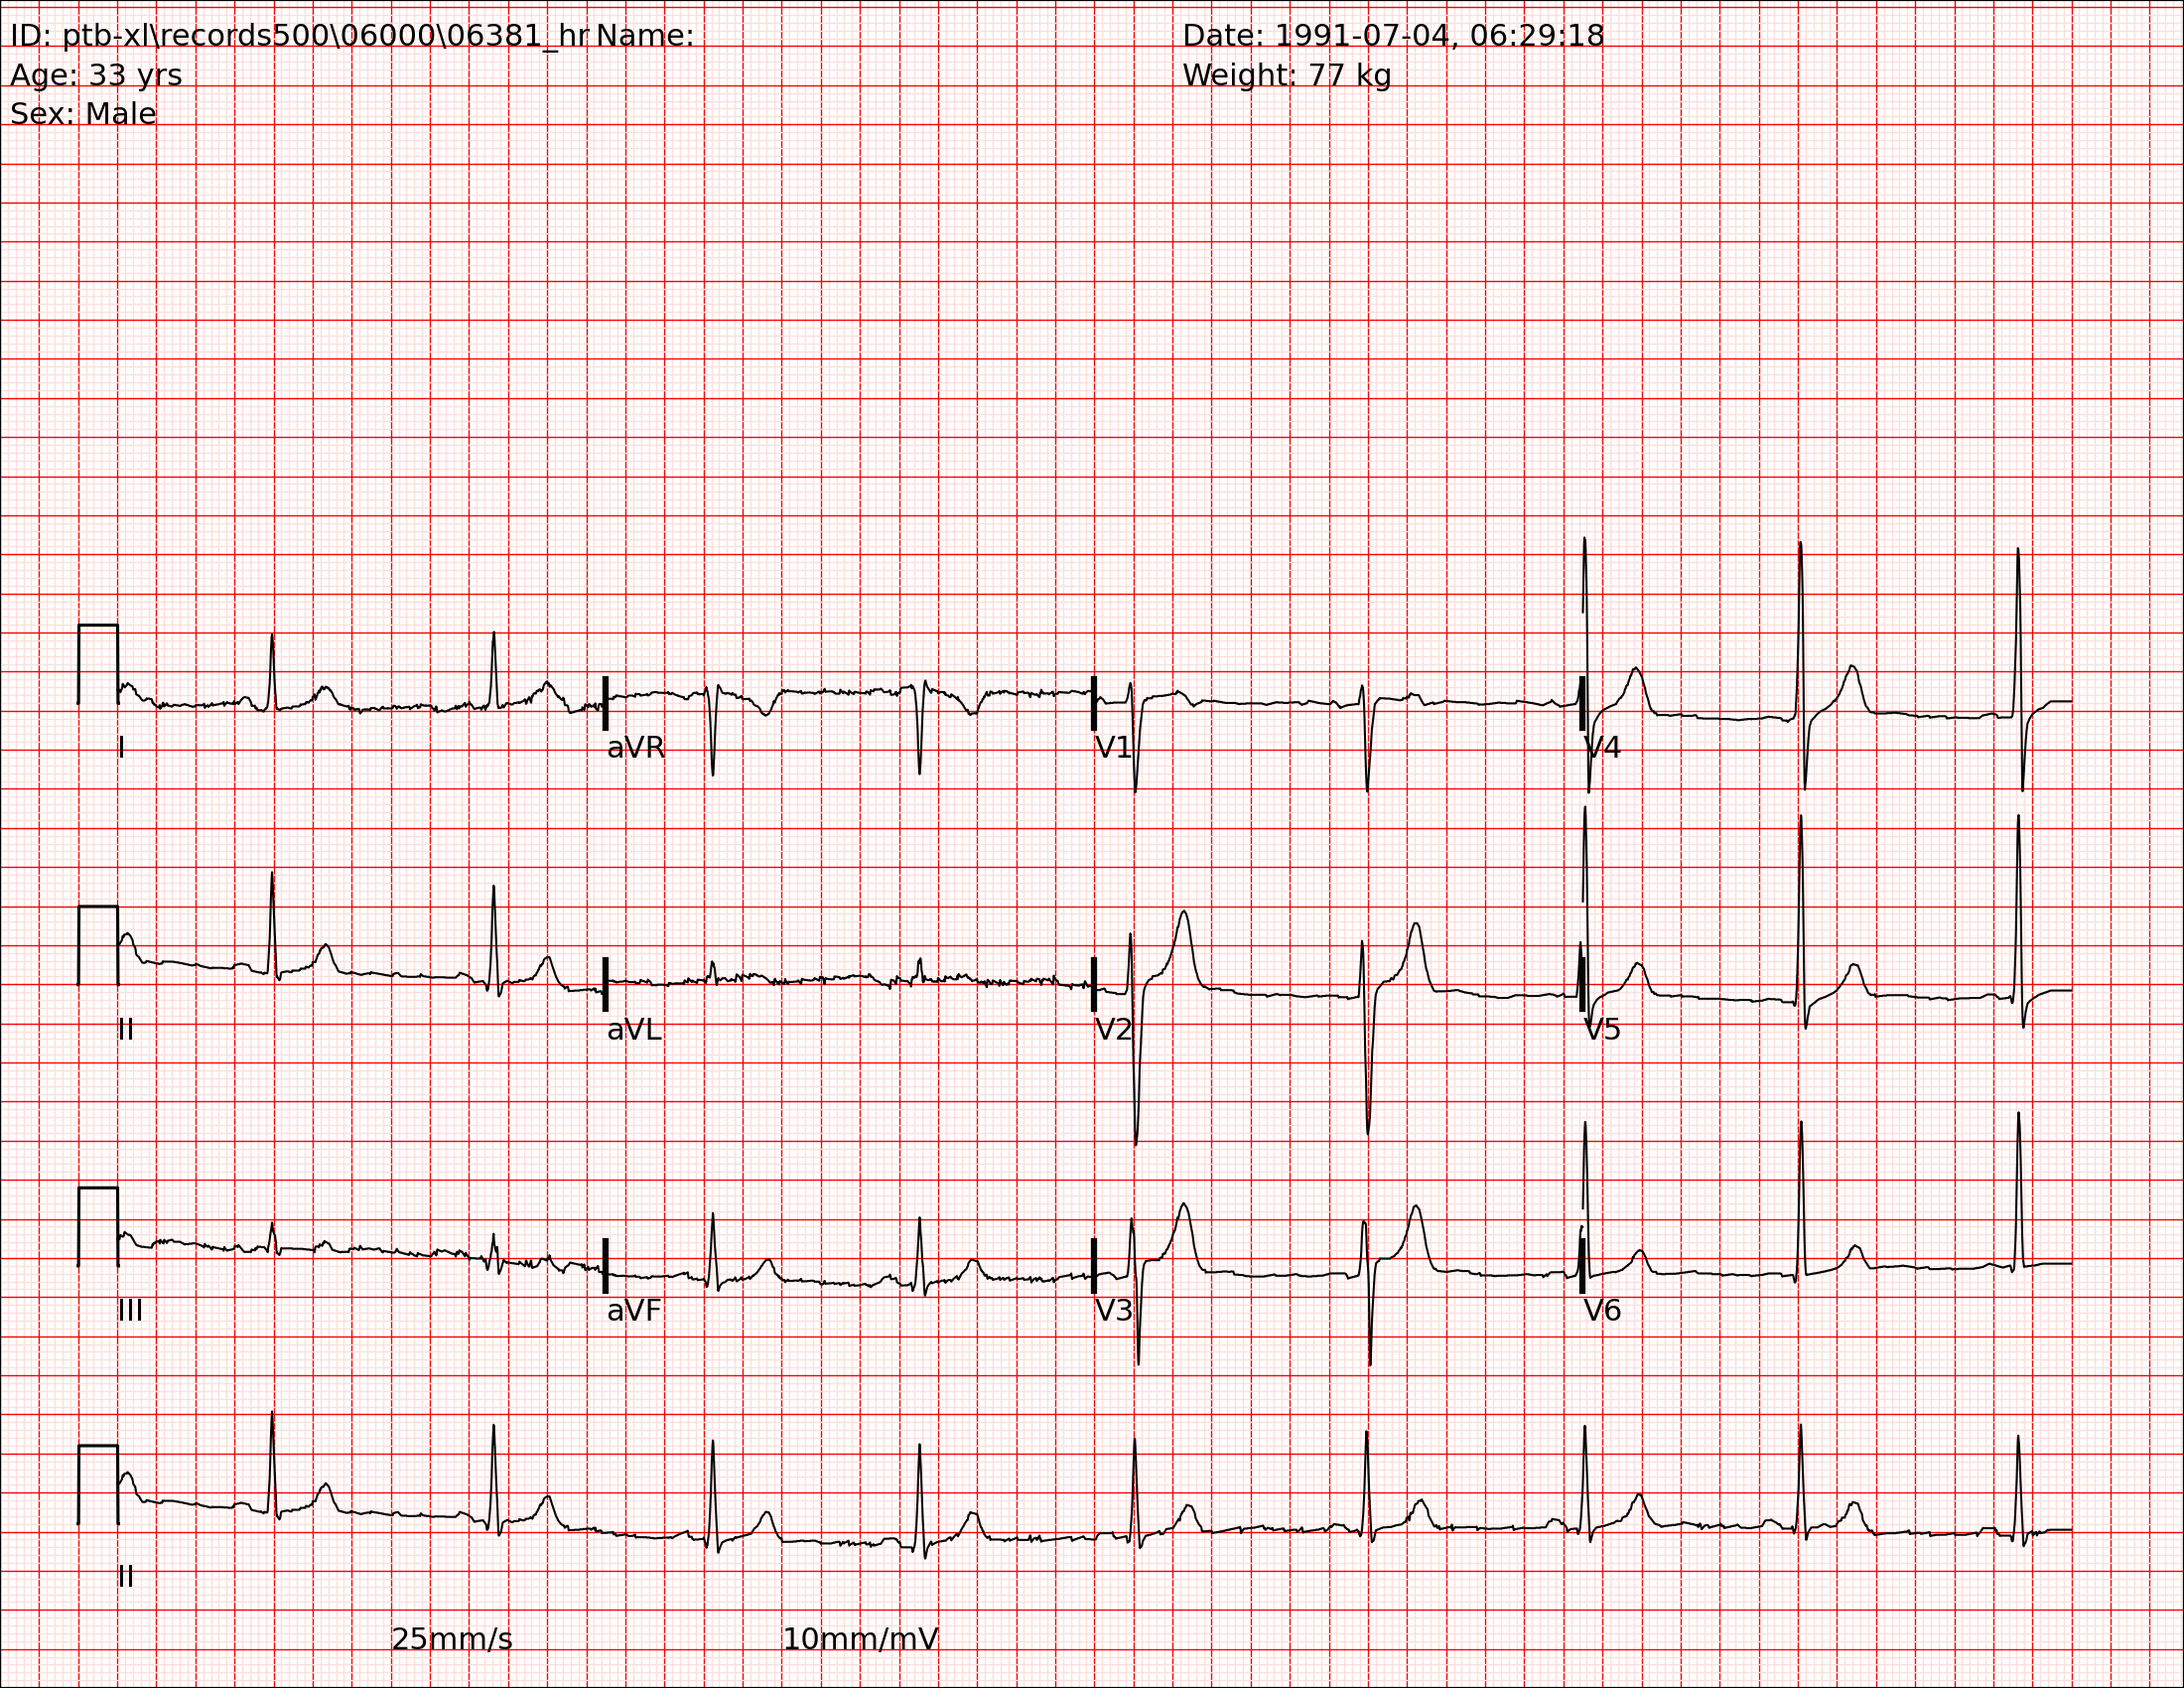 ID: ptb-xl\records500\06000\06381_hr Name:
Date: 1991-07-04, 06:29:18
Age: 33 yrs
Weight: 77 kg
Sex: Male
I aVR V1 V4
II aVL V2 V5
III aVF V3 V6
II
25mm/s 10mm/mV